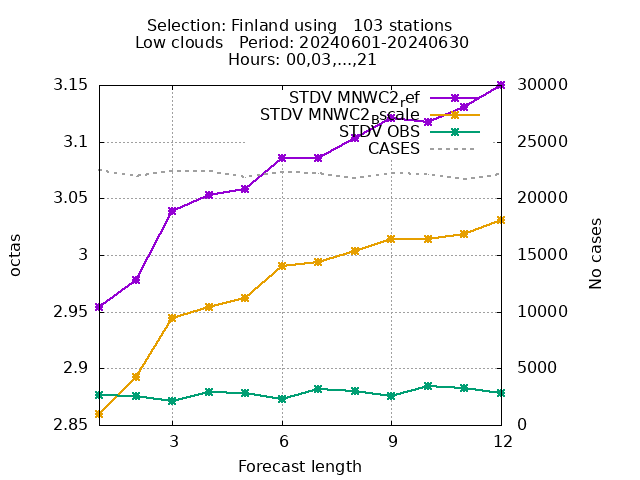 Selection: Finland using   103 stations
Low clouds   Period: 20240601-20240630
Hours: 00,03,...,21
3.15
3.1
3.05
3
2.95
2.9
2.85
30000
25000
20000
15000
10000
5000
0
STDV MNWC2_ref
STDV MNWC2_Bscale
STDV OBS
CASES
octas
No cases
3
6
9
12
Forecast length